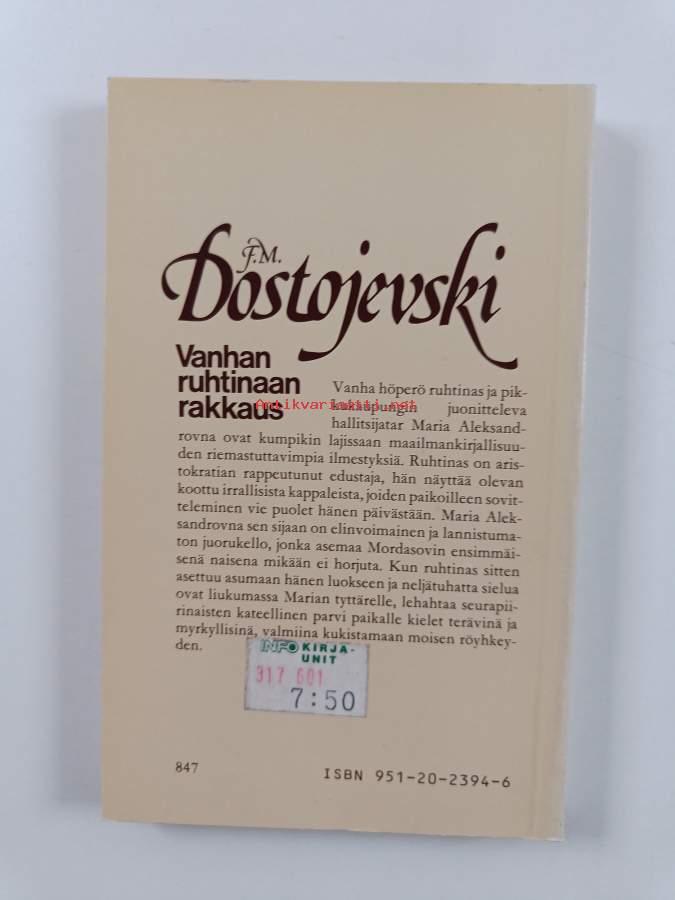 F.M.
Dostojevski
Vanhan
ruhtinaan
rakkaus
Vanha höperö ruhtinas ja pik-
kukaupungin juonitteleva
hallitsijatar Maria Aleksand-
rovna ovat kumpikin lajissaan maailmankirjallisuu-
den riemastuttavimpia ilmestyksiä. Ruhtinas on aris-
tokratian rappeutunut edustaja, hän näyttää olevan
koottu irrallisista kappaleista, joiden paikoilleen sovit-
teleminen vie puolet hänen päivästään. Maria Alek-
sandrovna sen sijaan on elinvoimainen ja lannistuma-
ton juorukello, jonka asemaa Mordasovin ensimmäi-
senä naisena mikään ei horjuta. Kun ruhtinas sitten
asettuu asumaan hänen luokseen ja neljätuhatta sielua
ovat liukumassa Marian tyttärelle, lehahtaa seurapii-
rinaisten kateellinen parvi paikalle kielet terävinä ja
myrkyllisinä, valmiina kukistamaan moisen röyhkey-
den.
INFO KIRJA-
UNIT
317 601
7:50
847
ISBN 951-20-2394-6
Antikvariaatti.net